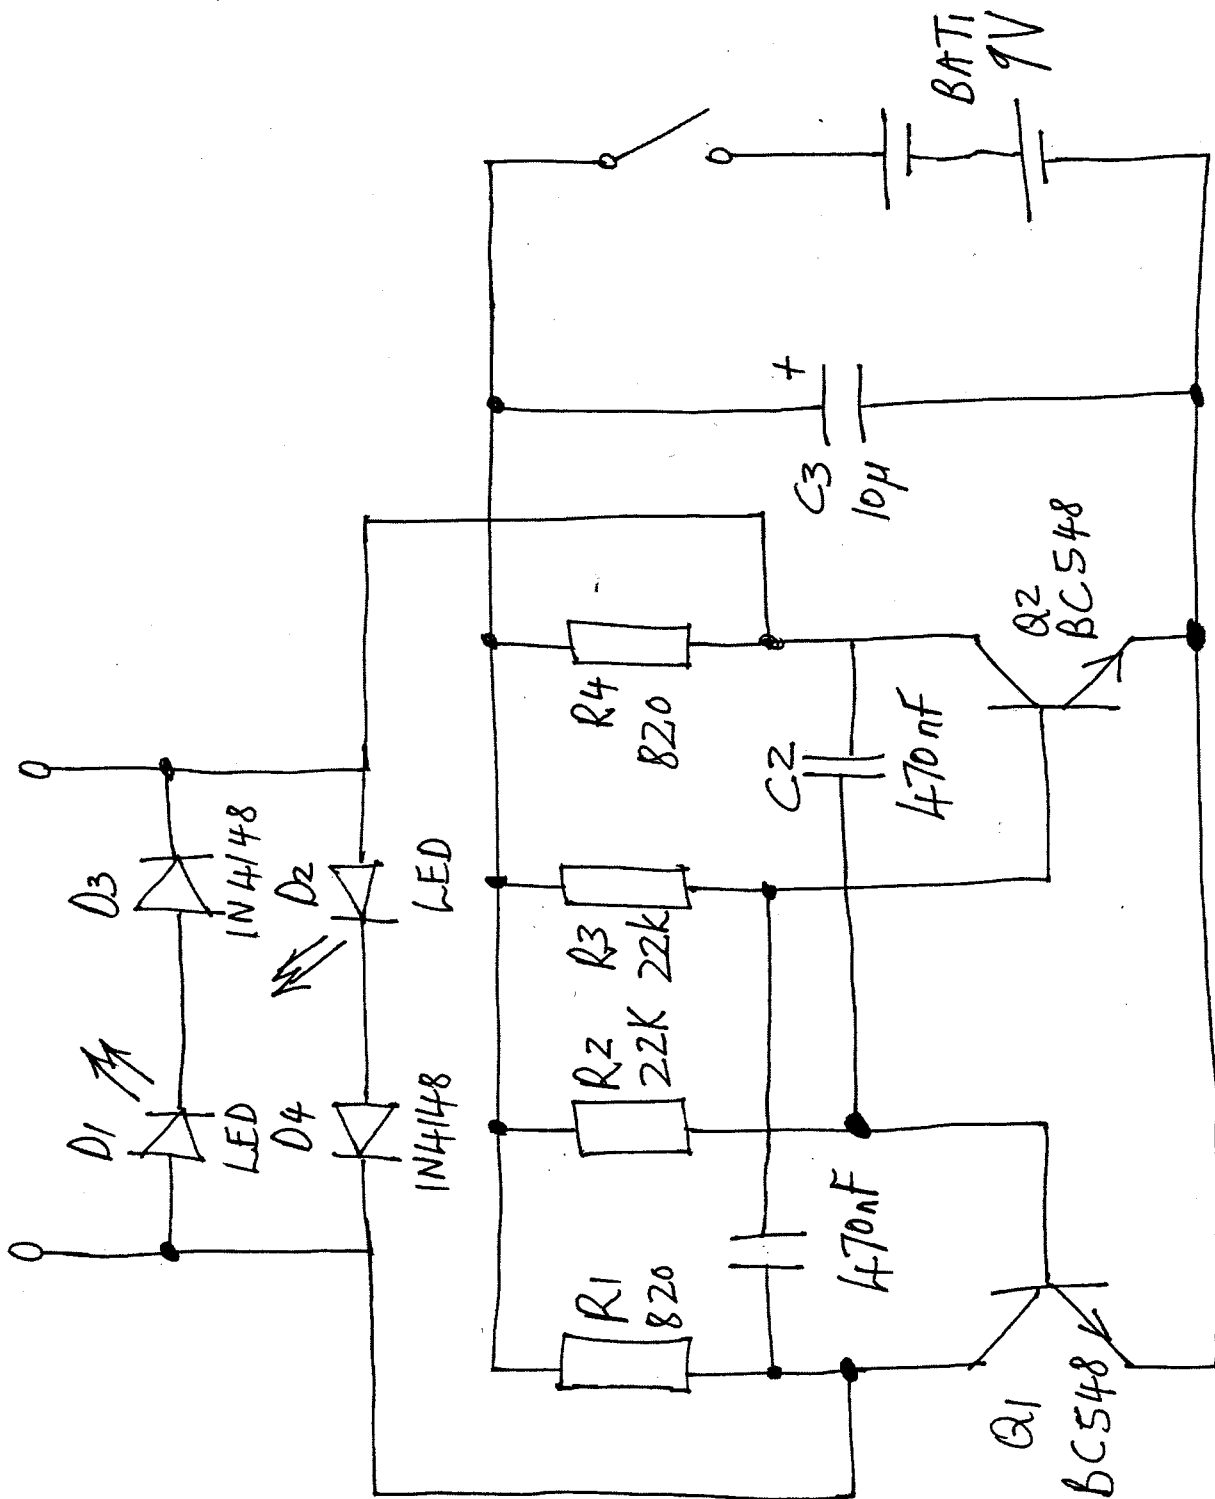 D1
LED
D3
1N4148
D4
1N4148
D2
LED
R1
820
R2
22K
R3
22K
R4
820
470nF
C2
470nF
C3
10µ
+
Q1
BC548
Q2
BC548
BAT1
9V